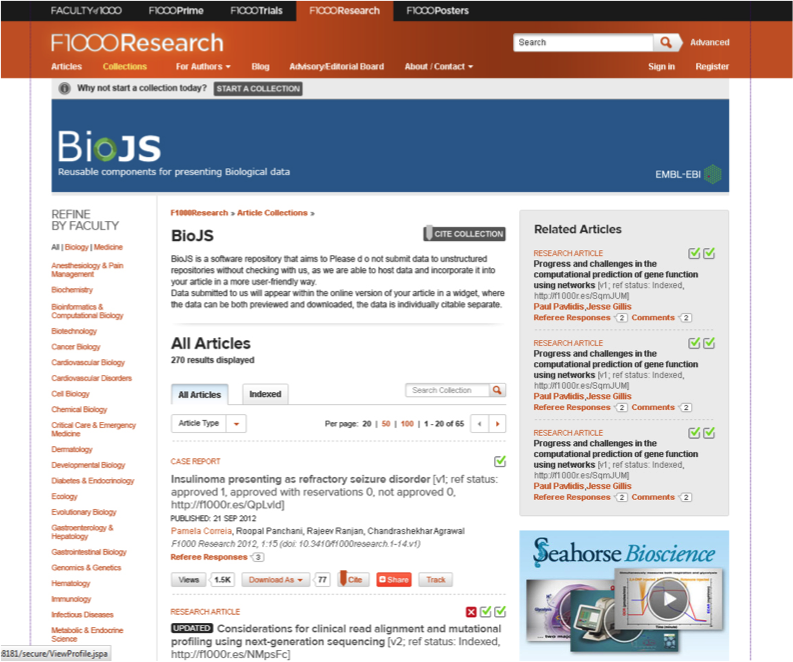 FACULTY of 1000 F1000Prime F1000Trials F1000Research F1000Posters
F1000Research
Search Advanced
Articles Collections For Authors Blog Advisory/Editorial Board About / Contact Sign in Register
Why not start a collection today? START A COLLECTION
BioJS
Reusable components for presenting Biological data
EMBL-EBI
REFINE
BY FACULTY
All | Biology | Medicine
Anesthesiology & Pain
Management
Biochemistry
Bioinformatics &
Computational Biology
Biotechnology
Cancer Biology
Cardiovascular Biology
Cardiovascular Disorders
Cell Biology
Chemical Biology
Critical Care & Emergency
Medicine
Dermatology
Developmental Biology
Diabetes & Endocrinology
Ecology
Evolutionary Biology
Gastroenterology &
Hepatology
Gastrointestinal Biology
Genomics & Genetics
Hematology
Immunology
Infectious Diseases
Metabolic & Endocrine
Science
8181/secure/ViewProfile.jspa
F1000Research » Article Collections »
BioJS
CITE COLLECTION
BioJS is a software repository that aims to Please d o not submit data to unstructured
repositories without checking with us, as we are able to host data and incorporate it into
your article in a more user-friendly way.
Data submitted to us will appear within the online version of your article in a widget, where
the data can be both previewed and downloaded, the data is individually citable separate.
All Articles
270 results displayed
All Articles Indexed Search Collection
Article Type Per page: 20 | 50 | 100 | 1 - 20 of 65
CASE REPORT
Insulinoma presenting as refractory seizure disorder [v1; ref status:
approved 1, approved with reservations 0, not approved 0,
http://f1000r.es/QpLvId]
PUBLISHED: 21 SEP 2012
Pamela Correia, Roopal Panchani, Rajeev Ranjan, Chandrashekhar Agrawal
F1000 Research 2012, 1:15 (doi: 10.3410/f1000research.1-14.v1)
Referee Responses 3
Views 1.5K Download As 77 Cite Share Track
RESEARCH ARTICLE
UPDATED Considerations for clinical read alignment and mutational
profiling using next-generation sequencing [v2; ref status: Indexed,
http://f1000r.es/NMpsFc]
Related Articles
RESEARCH ARTICLE
Progress and challenges in the
computational prediction of gene function
using networks [v1; ref status: Indexed,
http://f1000r.es/SqmJUM]
Paul Pavlidis,Jesse Gillis
Referee Responses 2 Comments 2
RESEARCH ARTICLE
Progress and challenges in the
computational prediction of gene function
using networks [v1; ref status: Indexed,
http://f1000r.es/SqmJUM]
Paul Pavlidis,Jesse Gillis
Referee Responses 2 Comments 2
RESEARCH ARTICLE
Progress and challenges in the
computational prediction of gene function
using networks [v1; ref status: Indexed,
http://f1000r.es/SqmJUM]
Paul Pavlidis,Jesse Gillis
Referee Responses 2 Comments 2
Seahorse Bioscience